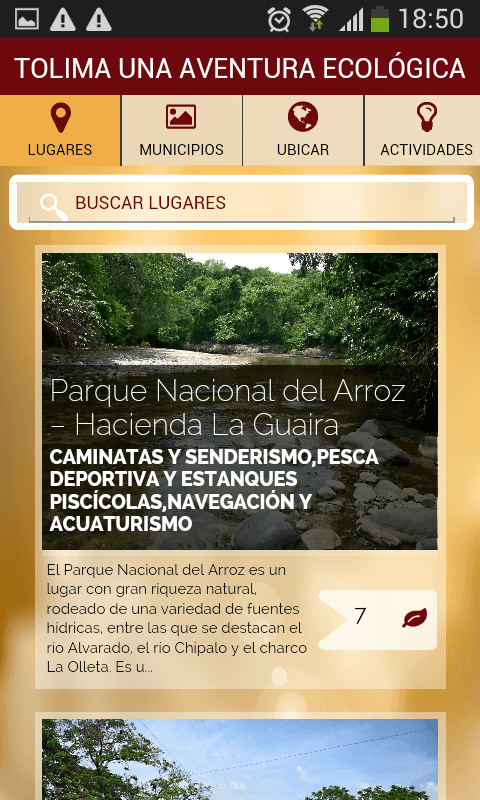 18:50
TOLIMA UNA AVENTURA ECOLÓGICA
LUGARES
MUNICIPIOS
UBICAR
ACTIVIDADES
BUSCAR LUGARES
Parque Nacional del Arroz
– Hacienda La Guaira
CAMINATAS Y SENDERISMO,PESCA
DEPORTIVA Y ESTANQUES
PISCÍCOLAS,NAVEGACIÓN Y
ACUATURISMO
El Parque Nacional del Arroz es un
lugar con gran riqueza natural,
rodeado de una variedad de fuentes
hídricas, entre las que se destacan el
rio Alvarado, el rio Chipalo y el charco
La Olleta. Es u...
7